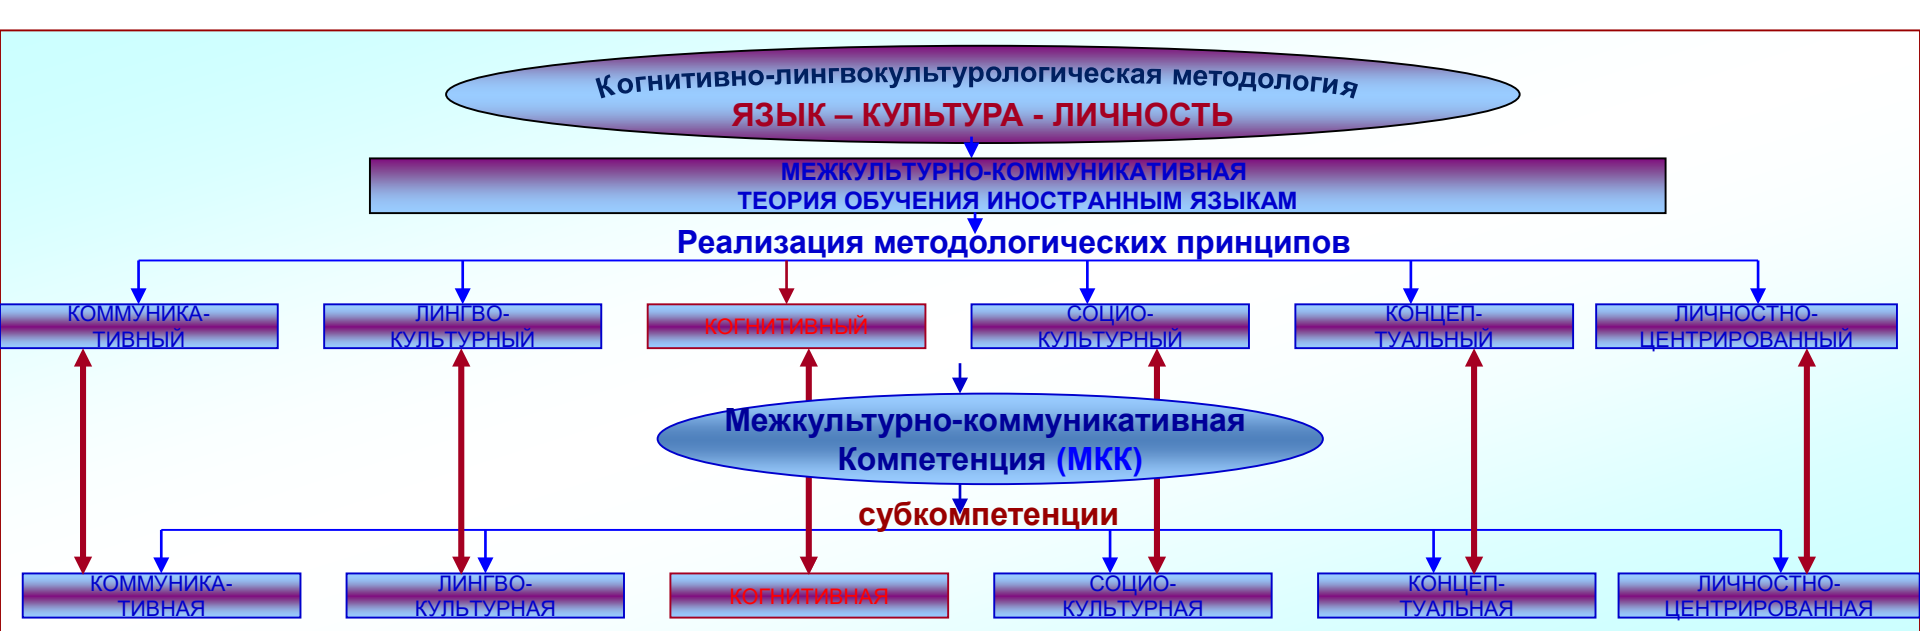 Когнитивно-лингвокультурологическая методология
ЯЗЫК – КУЛЬТУРА - ЛИЧНОСТЬ
МЕЖКУЛЬТУРНО-КОММУНИКАТИВНАЯ
ТЕОРИЯ ОБУЧЕНИЯ ИНОСТРАННЫМ ЯЗЫКАМ
Реализация методологических принципов
КОММУНИКА-
ТИВНЫЙ
ЛИНГВО-
КУЛЬТУРНЫЙ
КОГНИТИВНЫЙ
СОЦИО-
КУЛЬТУРНЫЙ
КОНЦЕП-
ТУАЛЬНЫЙ
ЛИЧНОСТНО-
ЦЕНТРИРОВАННЫЙ
Межкультурно-коммуникативная
Компетенция (МКК)
субкомпетенции
КОММУНИКА-
ТИВНАЯ
ЛИНГВО-
КУЛЬТУРНАЯ
КОГНИТИВНАЯ
СОЦИО-
КУЛЬТУРНАЯ
КОНЦЕП-
ТУАЛЬНАЯ
ЛИЧНОСТНО-
ЦЕНТРИРОВАННАЯ